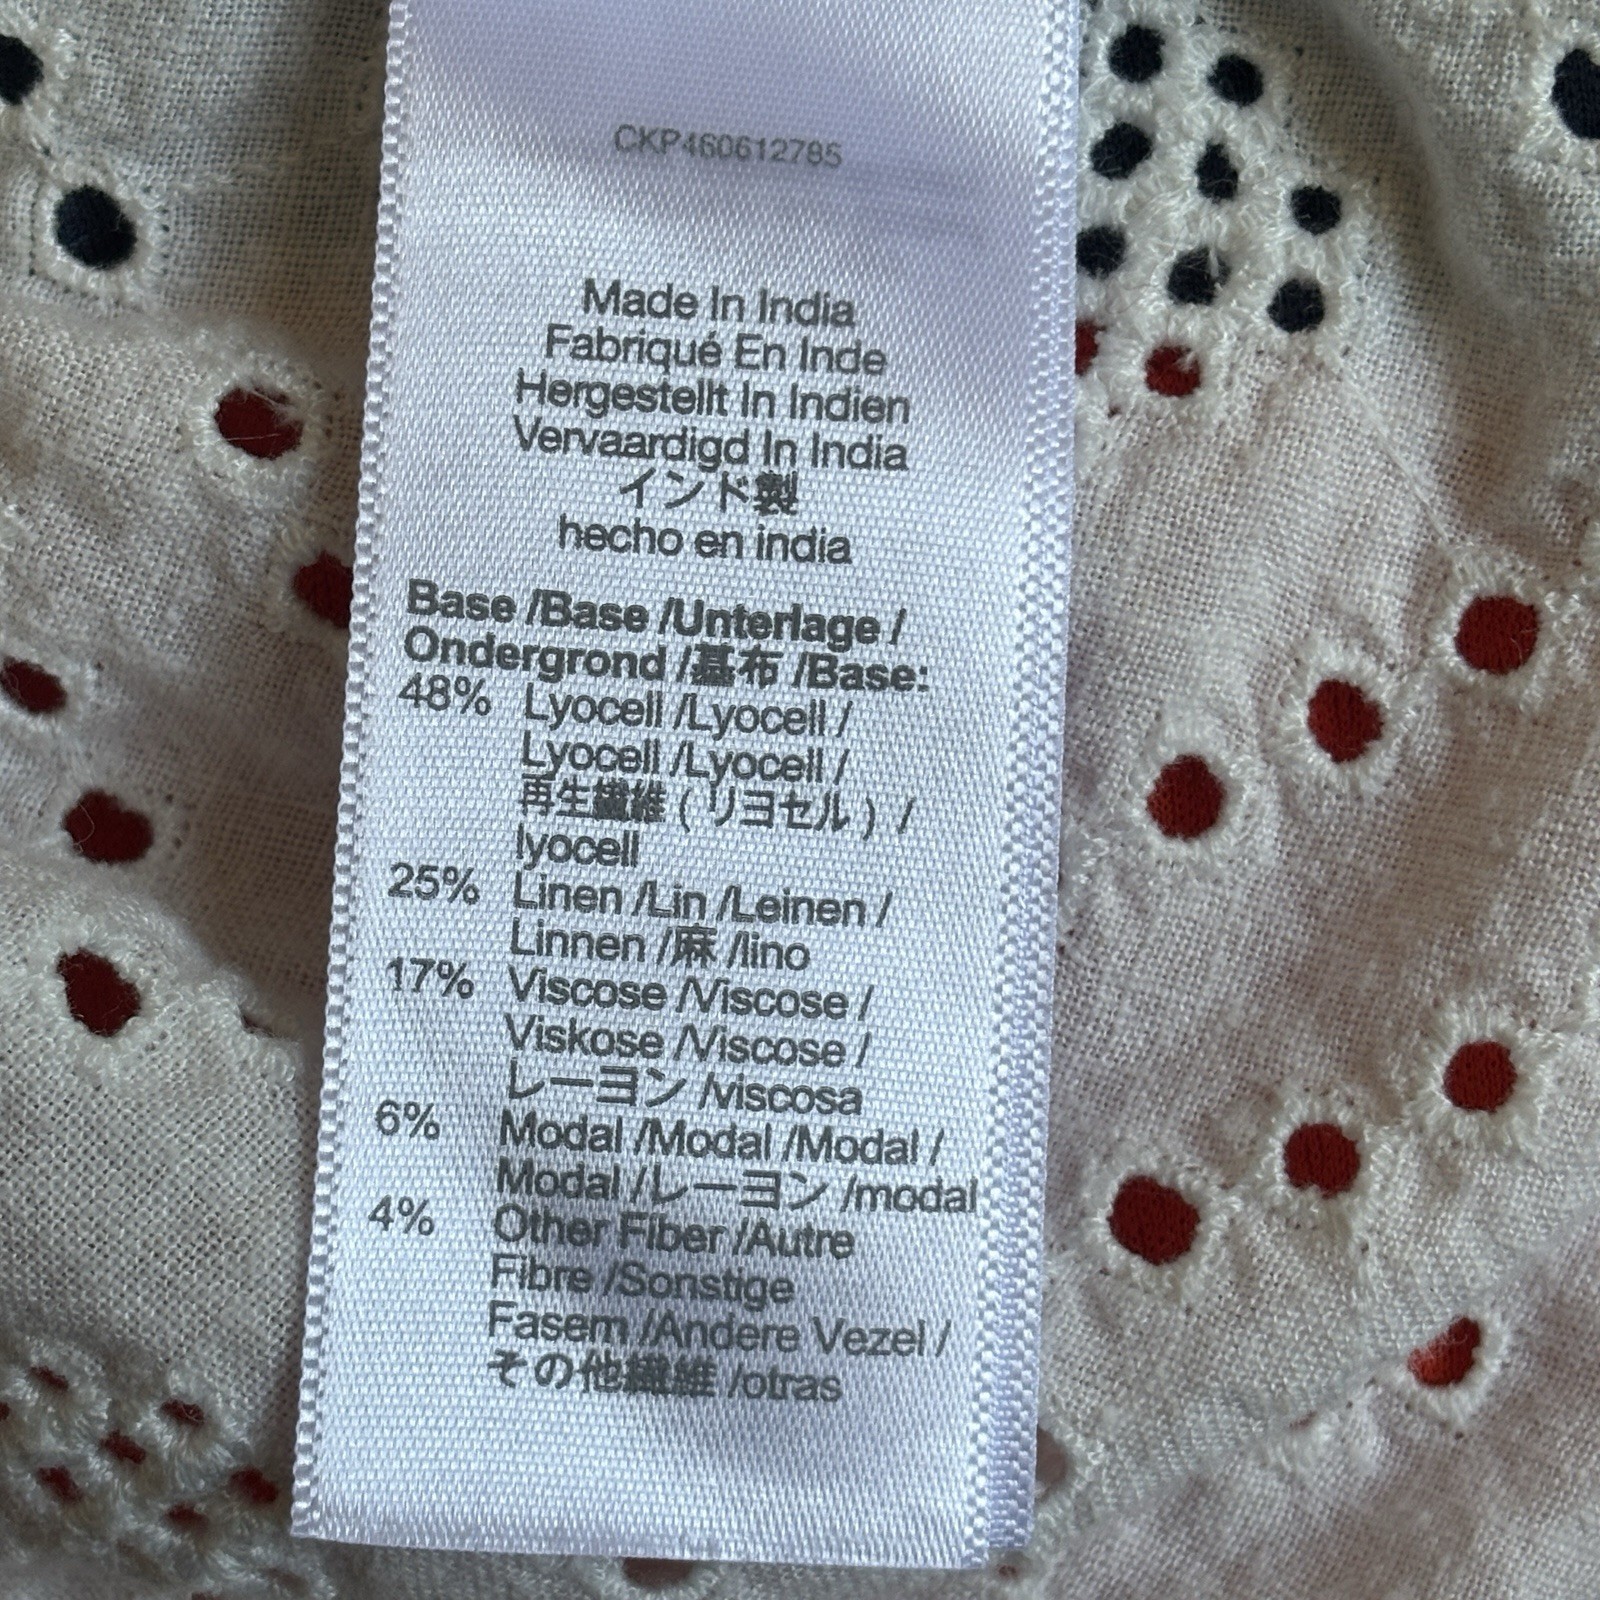 CKP460612785
Made In India
Fabriqué En Inde
Hergestellt In Indien
Vervaardigd In India
インド製
hecho en india
Base /Base /Unterlage /
Ondergrond /基布 /Base:
48% Lyocell /Lyocell /
Lyocell /Lyocell /
再生繊維 ( リヨセル ) /
lyocell
25% Linen /Lin /Leinen /
Linnen /麻 /lino
17% Viscose /Viscose /
Viskose /Viscose /
レーヨン /viscosa
6% Modal /Modal /Modal /
Modal /レーヨン /modal
4% Other Fiber /Autre
Fibre /Sonstige
Fasern /Andere Vezel /
その他繊維 /otras